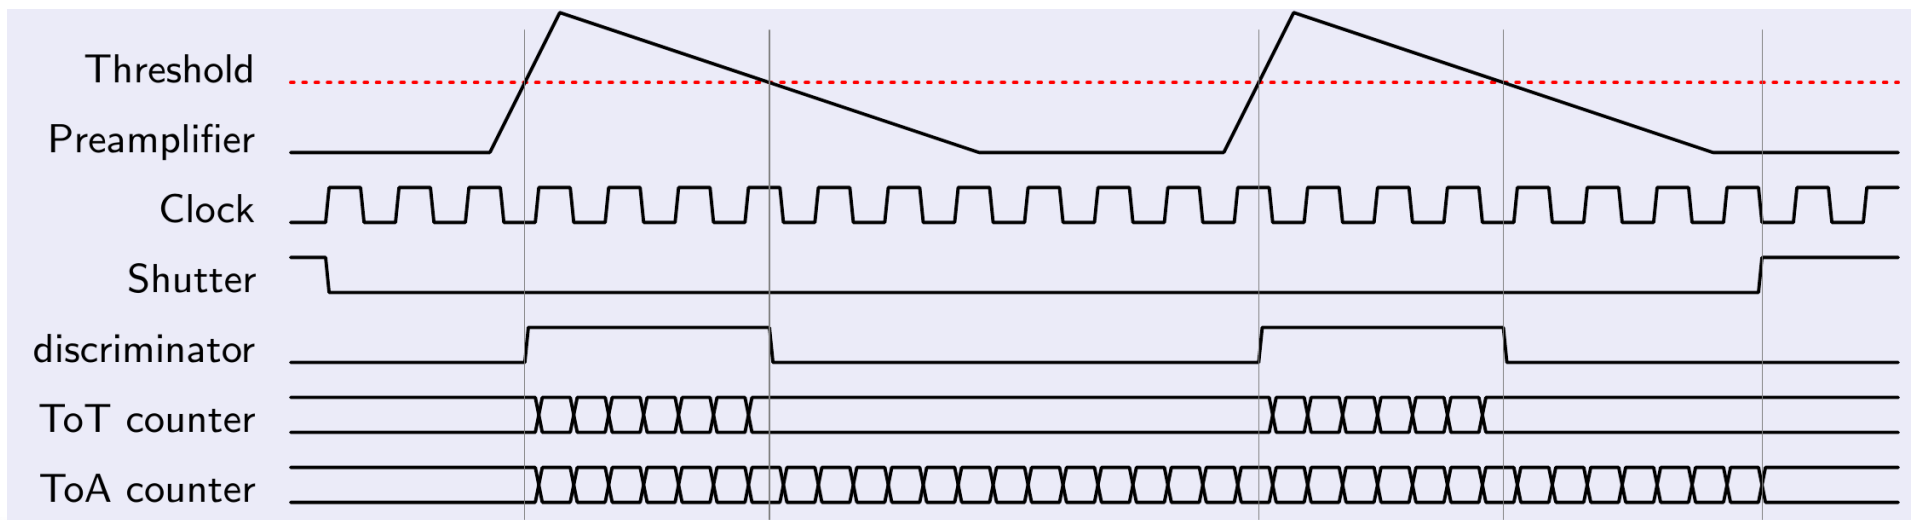 Threshold
Preamplifier
Clock
Shutter
discriminator
ToT counter
ToA counter